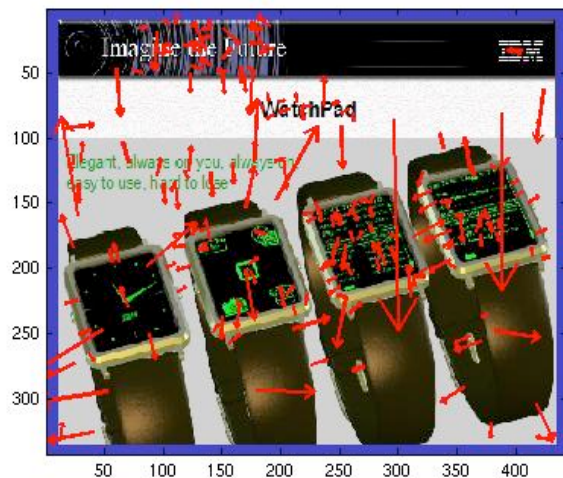 Imagine the Future IBM
50
WatchPad
100
Elegant, always on you, always on
150
easy to use, hard to lose
200
250
300
50 100 150 200 250 300 350 400 450